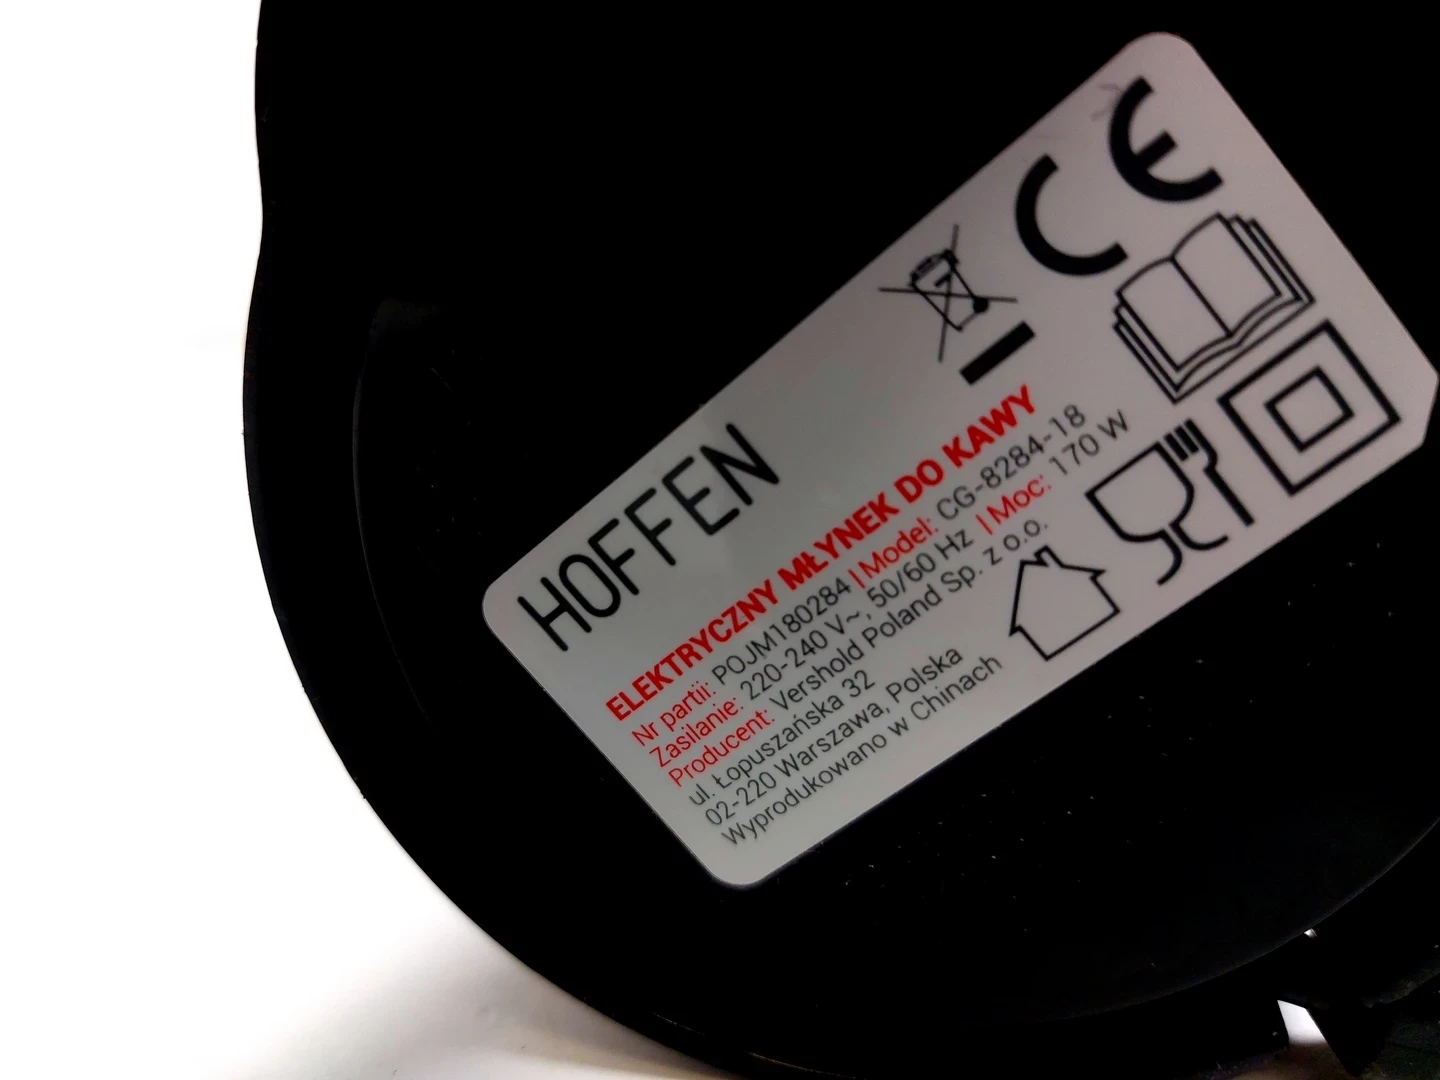 CE
HOFFEN
ELEKTRYCZNY MŁYNEK DO KAWY
Nr partii: POJM180284 | Model: CG-8284-18
Zasilanie: 220-240 V~, 50/60 Hz | Moc: 170 W
Producent: Vershold Poland Sp. z o.o.
ul. Łopuszańska 32
02-220 Warszawa, Polska
Wyprodukowano w Chinach